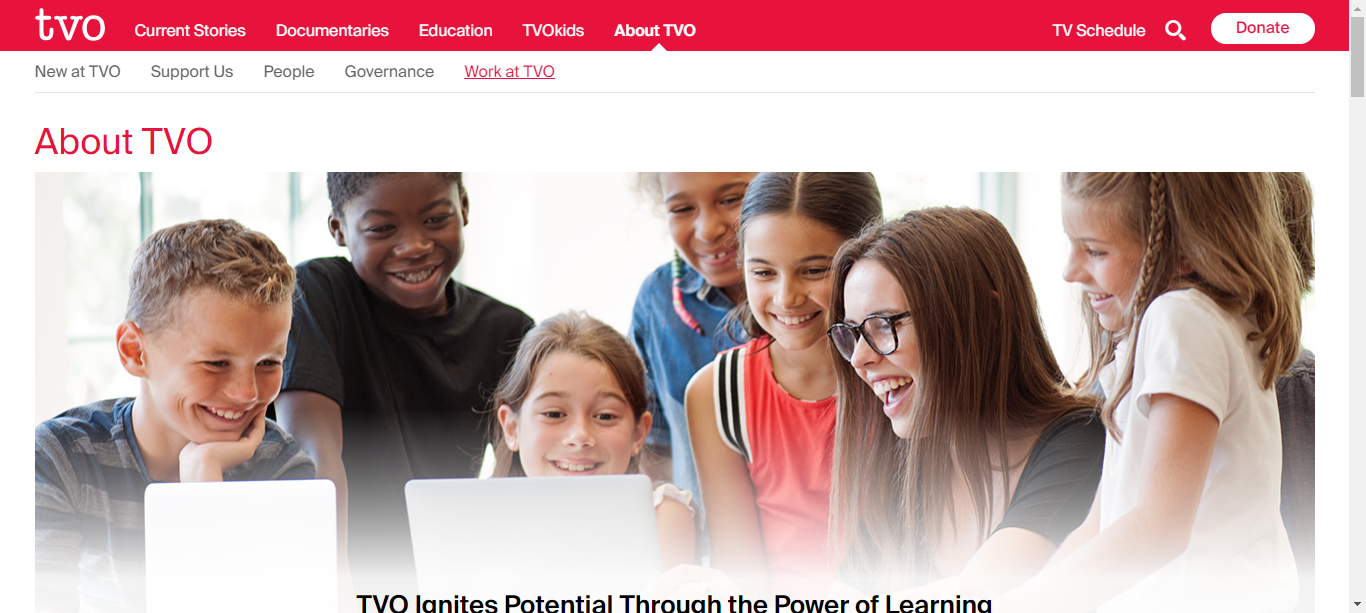 tvo Current Stories Documentaries Education TVOkids About TVO TV Schedule Donate
New at TVO Support Us People Governance Work at TVO
About TVO
TVO Ignites Potential Through the Power of Learning